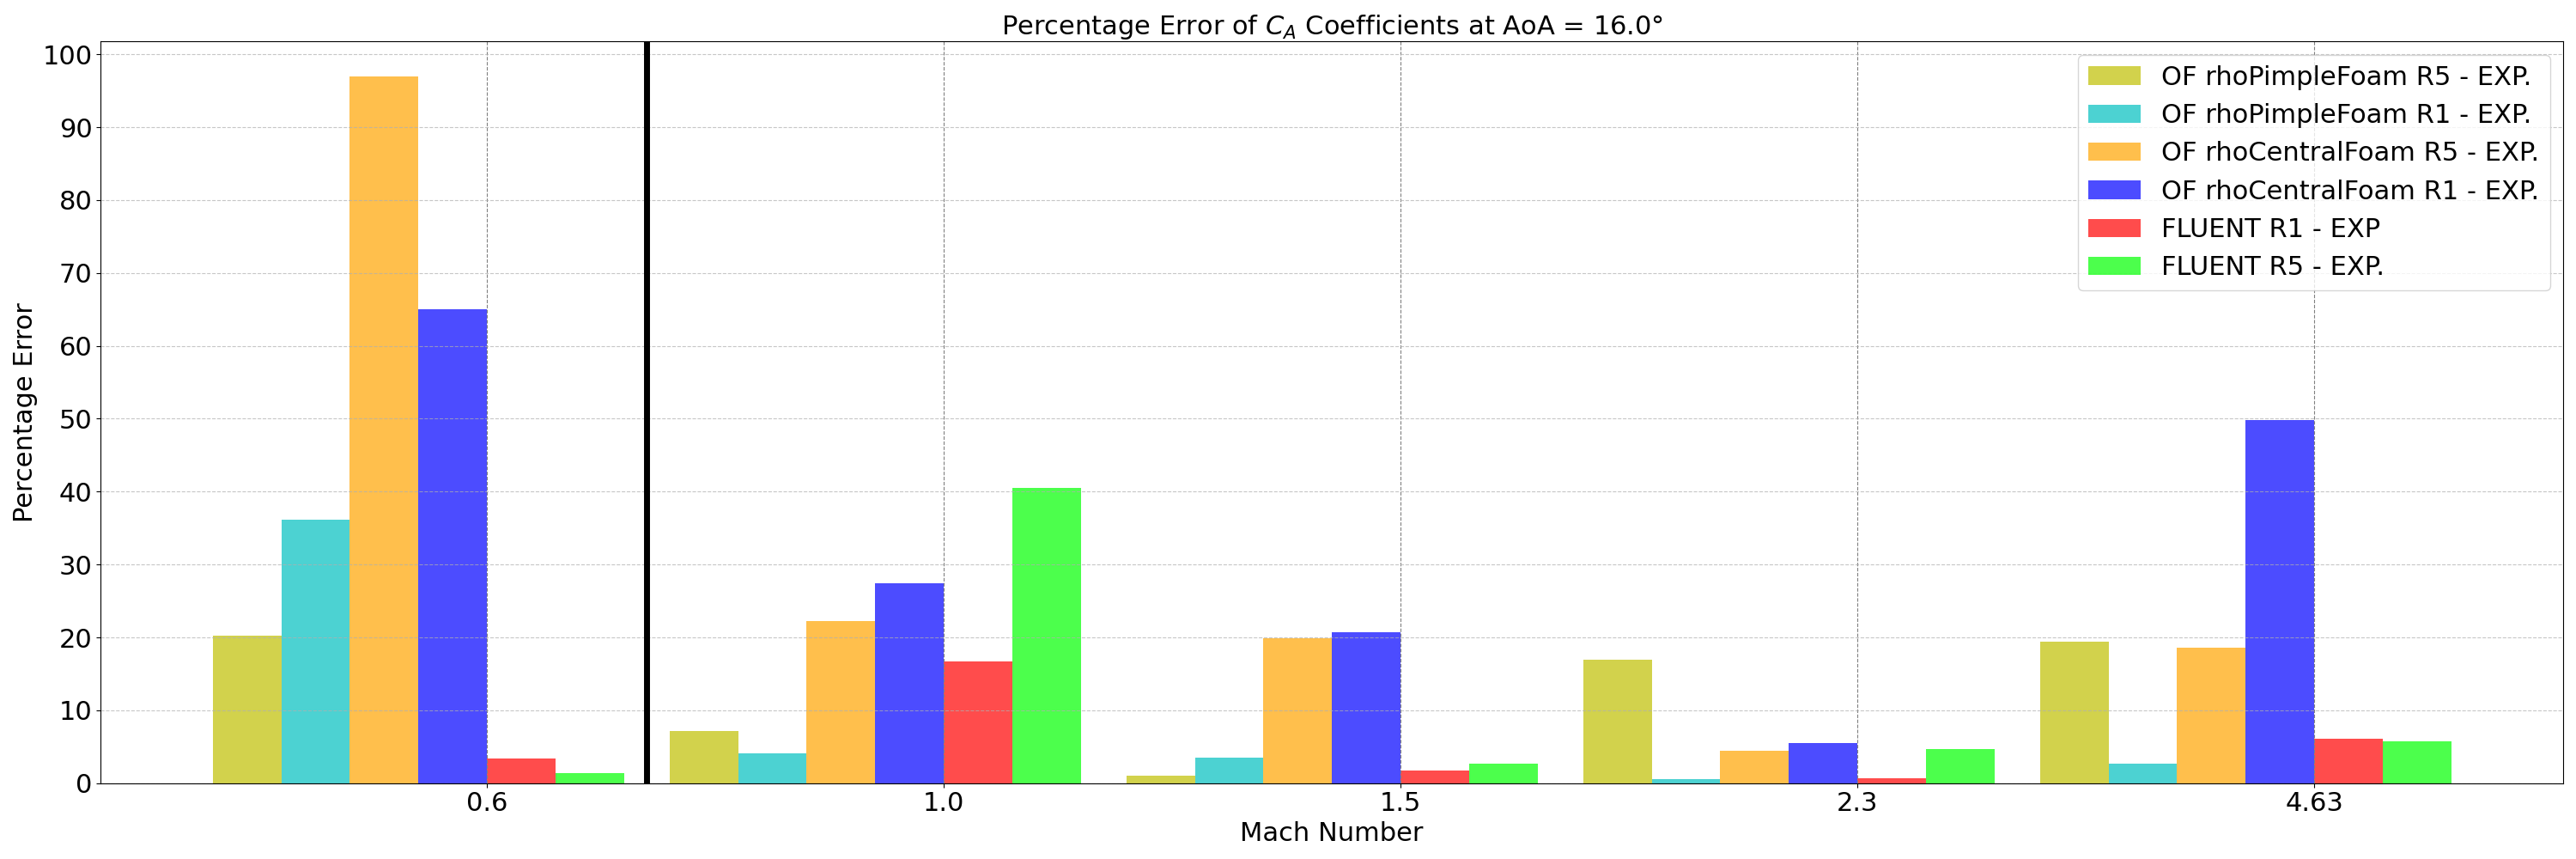 Percentage Error of C_A Coefficients at AoA = 16.0°
100
90
80
70
60
50
40
30
20
10
0
Percentage Error
OF rhoPimpleFoam R5 - EXP.
OF rhoPimpleFoam R1 - EXP.
OF rhoCentralFoam R5 - EXP.
OF rhoCentralFoam R1 - EXP.
FLUENT R1 - EXP
FLUENT R5 - EXP.
0.6 1.0 1.5 2.3 4.63
Mach Number